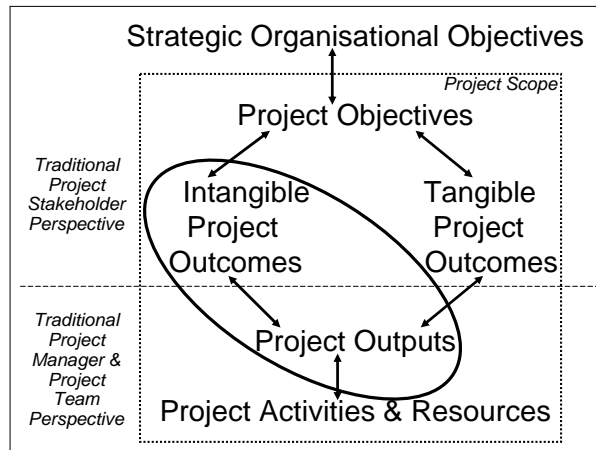 Strategic Organisational Objectives
Project Scope
Project Objectives
Traditional
Project
Stakeholder
Perspective
Intangible
Project
Outcomes
Tangible
Project
Outcomes
Traditional
Project
Manager &
Project
Team
Perspective
Project Outputs
Project Activities & Resources